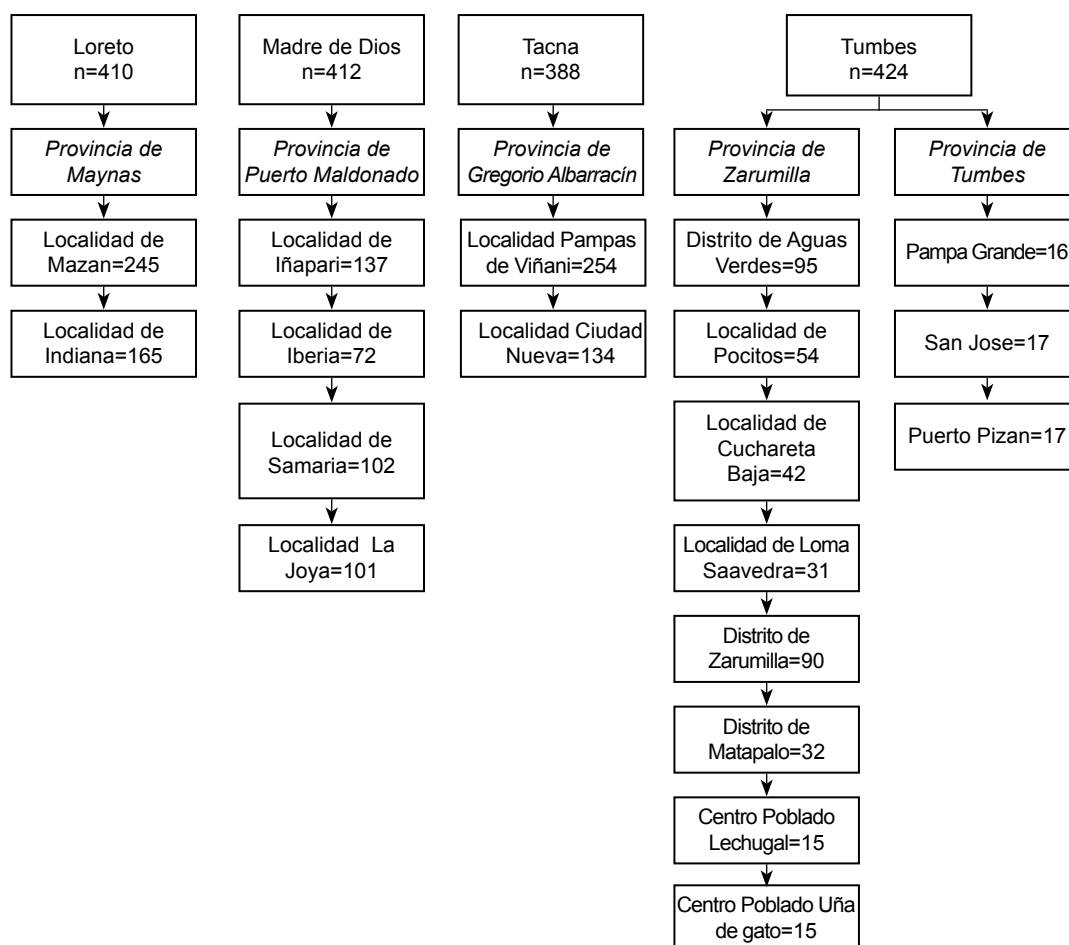 Loreto
n=410
Provincia de
Maynas
Localidad de
Mazan=245
Localidad de
Indiana=165
Madre de Dios
n=412
Provincia de
Puerto Maldonado
Localidad de
Iñapari=137
Localidad de
Iberia=72
Localidad de
Samaria=102
Localidad La
Joya=101
Tacna
n=388
Provincia de
Gregorio Albarracín
Localidad Pampas
de Viñani=254
Localidad Ciudad
Nueva=134
Tumbes
n=424
Provincia de
Zarumilla
Distrito de Aguas
Verdes=95
Localidad de
Pocitos=54
Localidad de
Cuchareta
Baja=42
Localidad de Loma
Saavedra=31
Distrito de
Zarumilla=90
Distrito de
Matapalo=32
Centro Poblado
Lechugal=15
Centro Poblado Uña
de gato=15
Provincia de
Tumbes
Pampa Grande=16
San Jose=17
Puerto Pizan=17